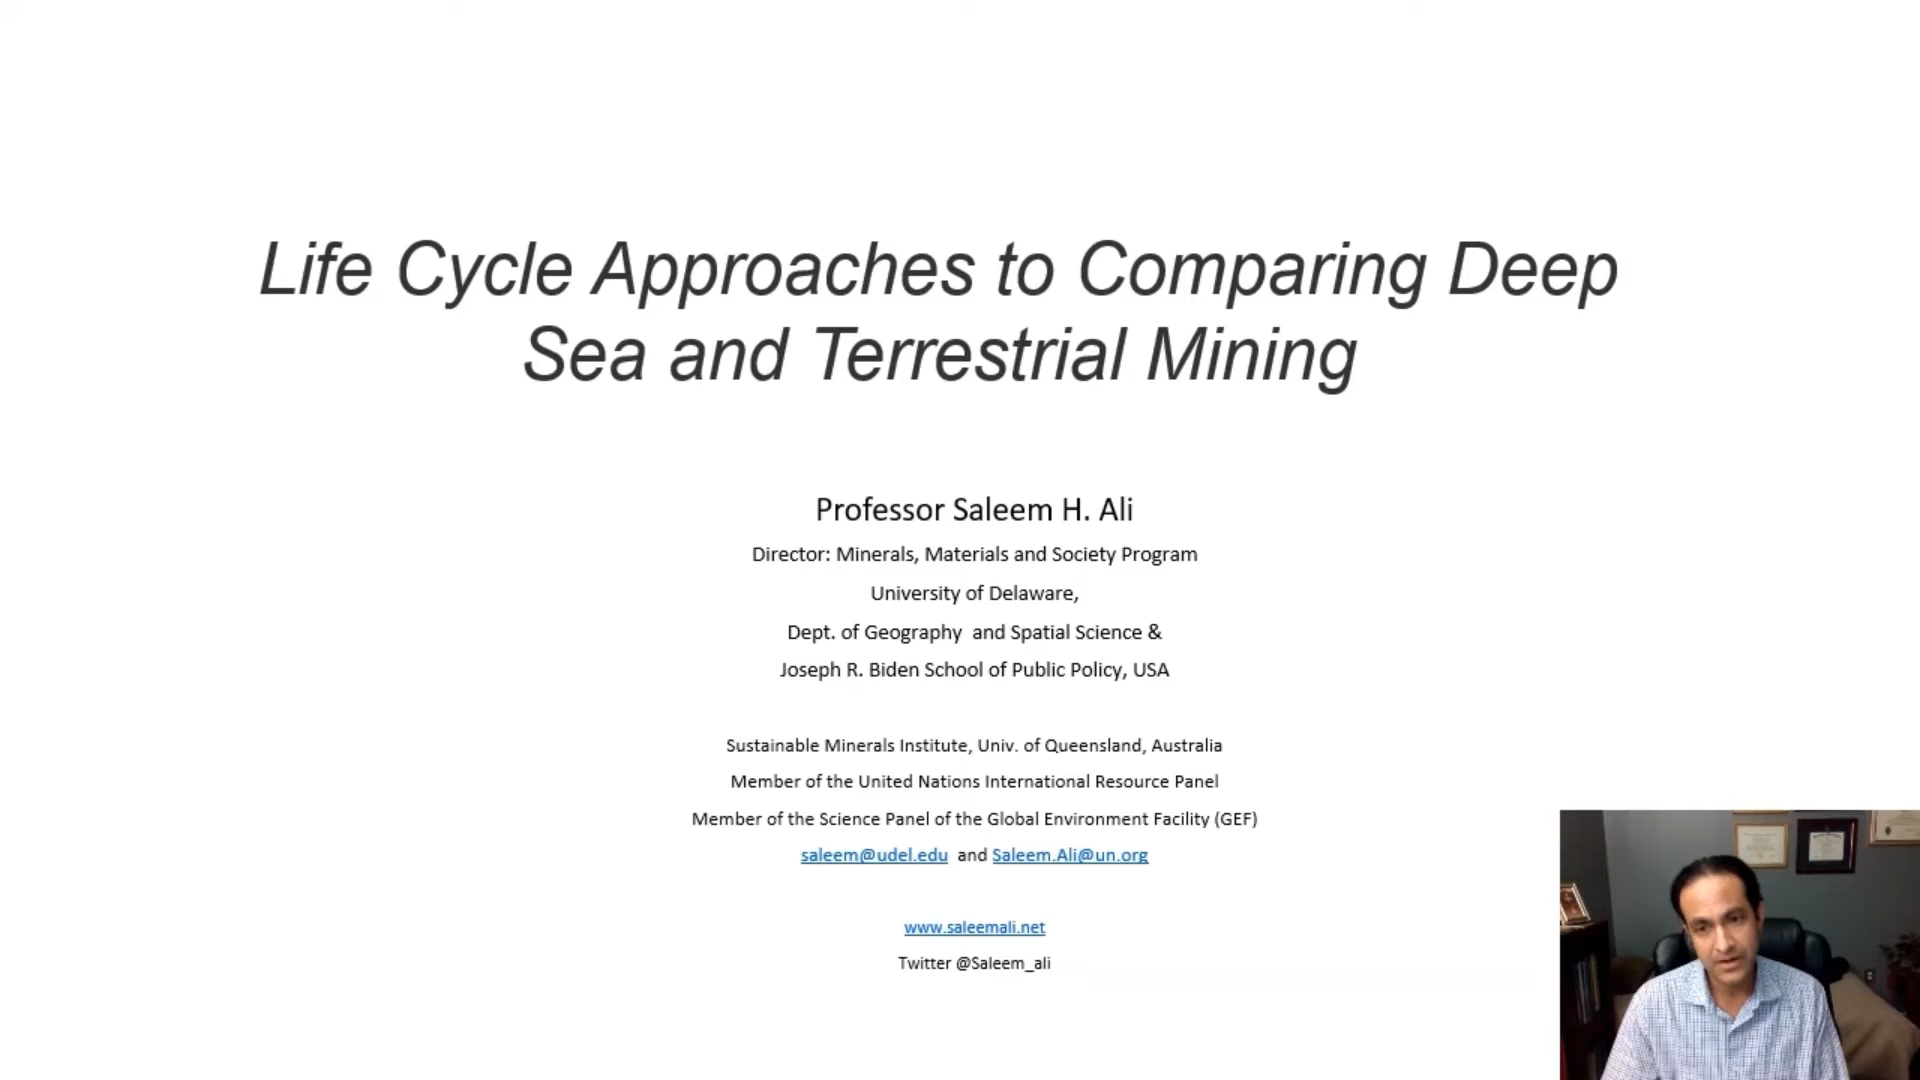 Life Cycle Approaches to Comparing Deep
Sea and Terrestrial Mining
Professor Saleem H. Ali
Director: Minerals, Materials and Society Program
University of Delaware,
Dept. of Geography and Spatial Science &
Joseph R. Biden School of Public Policy, USA
Sustainable Minerals Institute, Univ. of Queensland, Australia
Member of the United Nations International Resource Panel
Member of the Science Panel of the Global Environment Facility (GEF)
saleem@udel.edu and Saleem.Ali@un.org
www.saleemali.net
Twitter @Saleem_ali